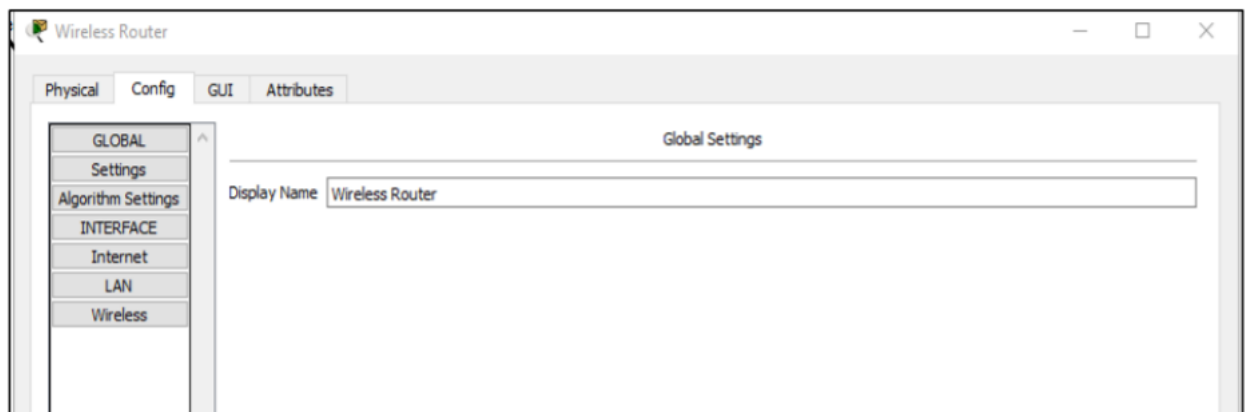 Wireless Router
Physical Config GUI Attributes
GLOBAL
Settings
Algorithm Settings
INTERFACE
Internet
LAN
Wireless
Global Settings
Display Name Wireless Router